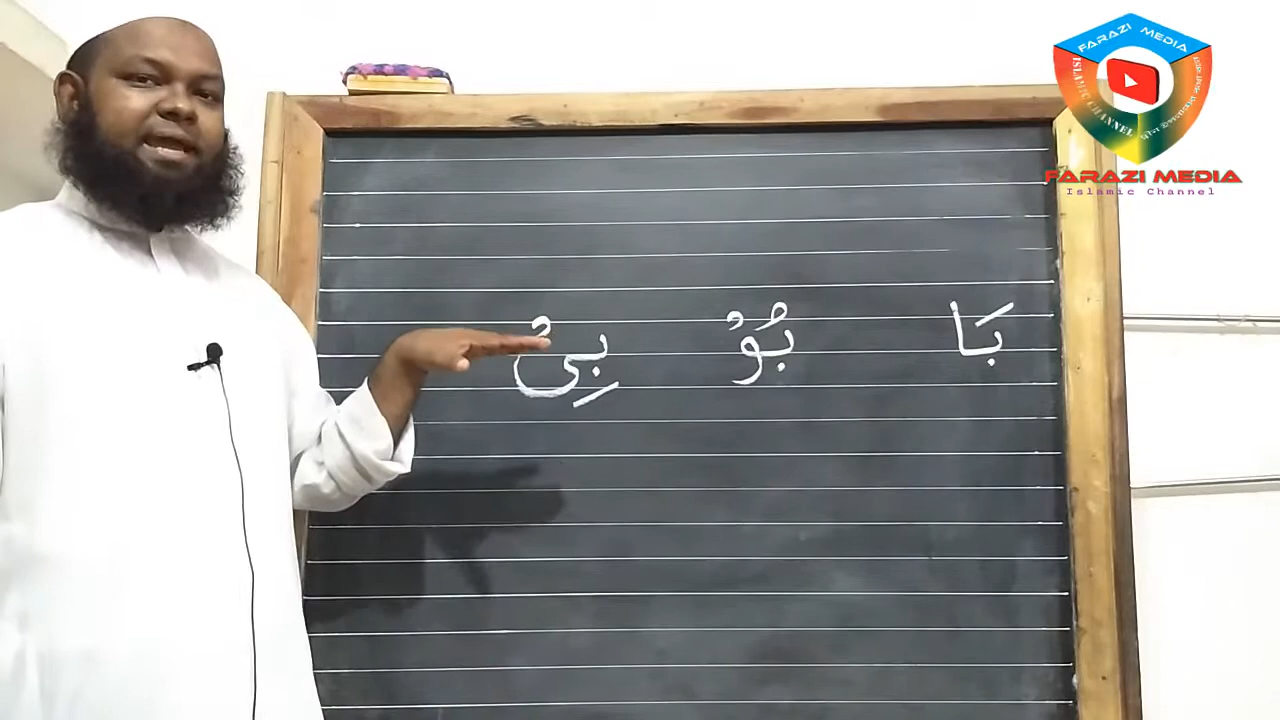 بَا بُوْ بِىْ
FARAZI MEDIA
ISLAMIC CHANNEL
FARAZI MEDIA
Islamic Channel